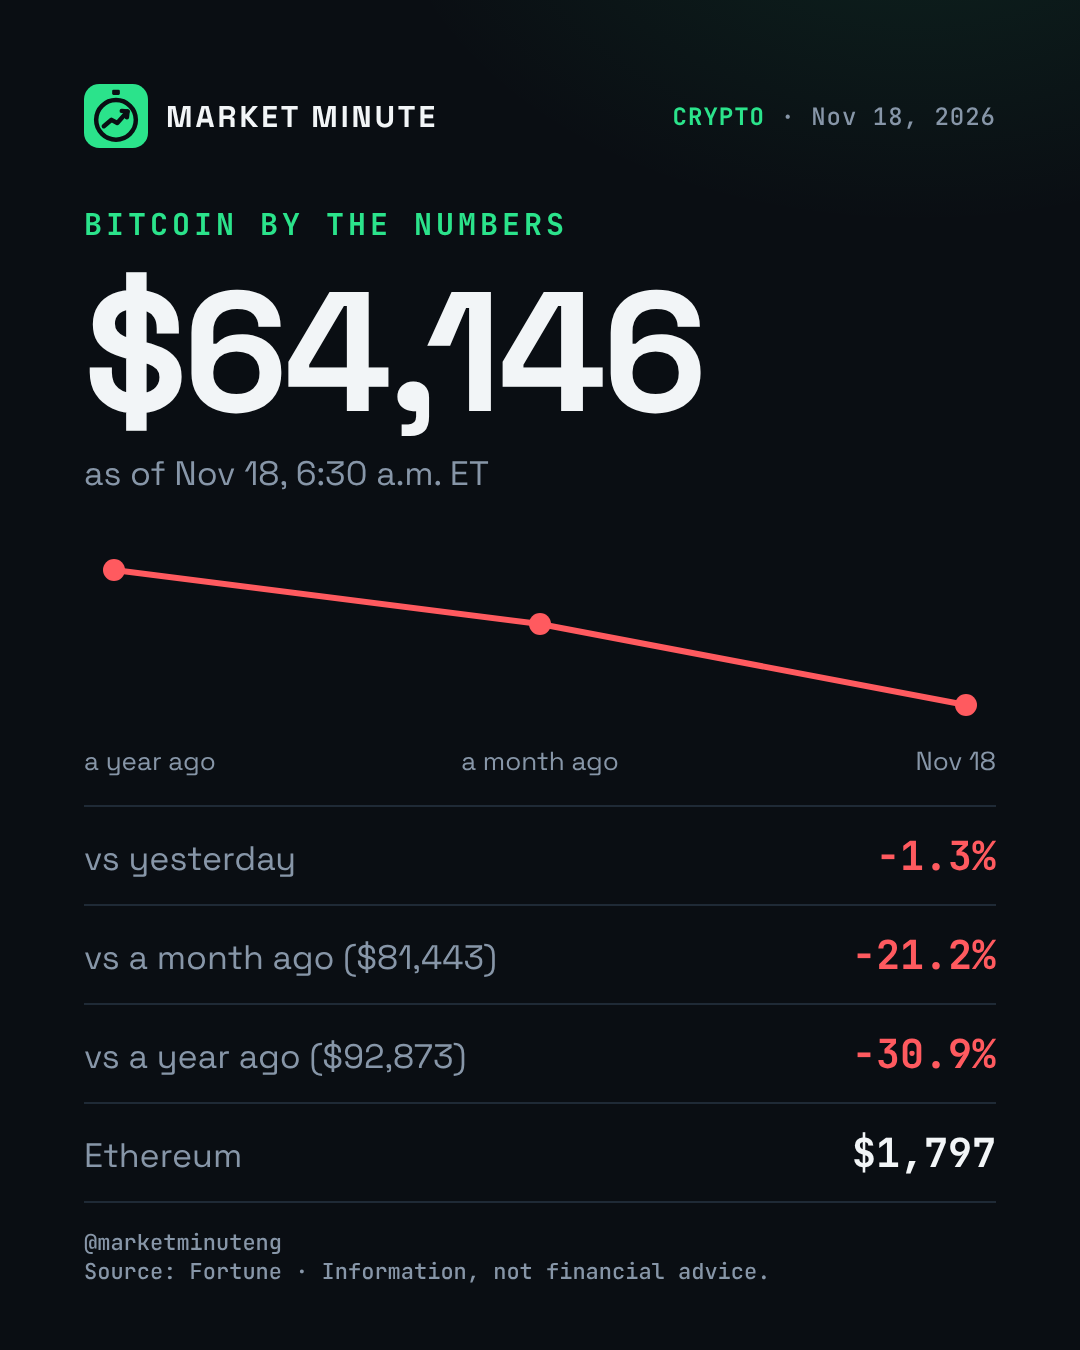 MARKET MINUTE
CRYPTO · Nov 18, 2026
BITCOIN BY THE NUMBERS
$64,146
as of Nov 18, 6:30 a.m. ET
a year ago
a month ago
Nov 18
vs yesterday -1.3%
vs a month ago ($81,443) -21.2%
vs a year ago ($92,873) -30.9%
Ethereum $1,797
@marketminuteng
Source: Fortune · Information, not financial advice.